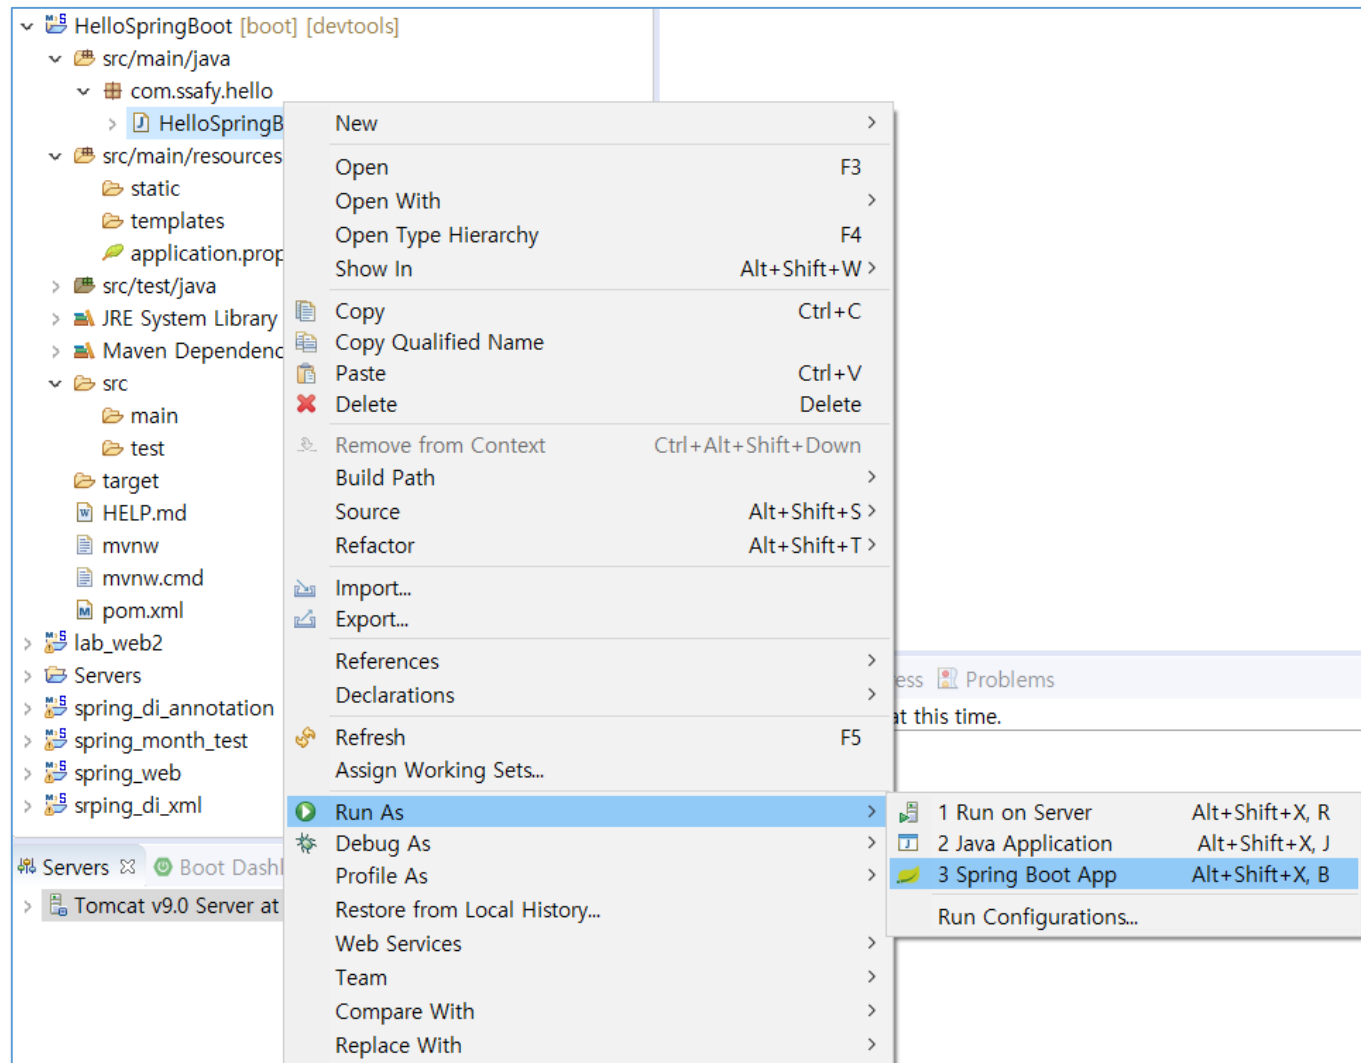 HelloSpringBoot [boot] [devtools]
src/main/java
com.ssafy.hello
HelloSpringB
src/main/resources
static
templates
application.prop
src/test/java
JRE System Library
Maven Dependenc
src
main
test
target
HELP.md
mvnw
mvnw.cmd
pom.xml
lab_web2
Servers
spring_di_annotation
spring_month_test
spring_web
srping_di_xml
Servers Boot Dashl
Tomcat v9.0 Server at
New
Open F3
Open With
Open Type Hierarchy F4
Show In Alt+Shift+W
Copy Ctrl+C
Copy Qualified Name
Paste Ctrl+V
Delete Delete
Remove from Context Ctrl+Alt+Shift+Down
Build Path
Source Alt+Shift+S
Refactor Alt+Shift+T
Import...
Export...
References
Declarations
Refresh F5
Assign Working Sets...
Run As
Debug As
Profile As
Restore from Local History...
Web Services
Team
Compare With
Replace With
ess Problems
at this time.
1 Run on Server Alt+Shift+X, R
2 Java Application Alt+Shift+X, J
3 Spring Boot App Alt+Shift+X, B
Run Configurations...